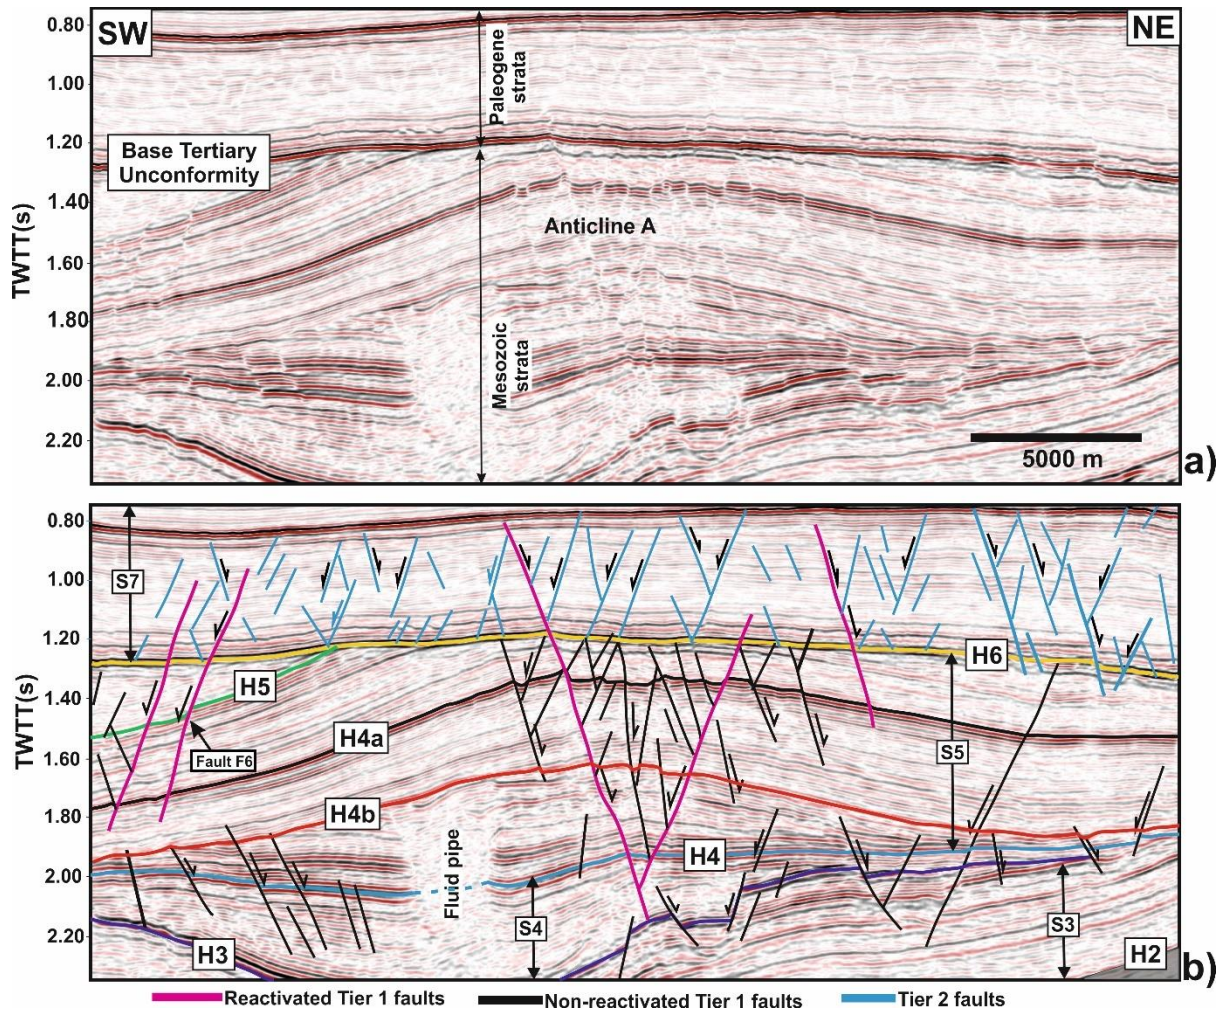 SW
NE
0.80
1.00
1.20
1.40
1.60
1.80
2.00
2.20
TWTT(s)
Paleogene
strata
Base Tertiary
Unconformity
Anticline A
Mesozoic
strata
5000 m
a)
0.80
1.00
1.20
1.40
1.60
1.80
2.00
2.20
TWTT(s)
S7
H6
H5
Fault F6
H4a
S5
H4b
H4
Fluid pipe
S4
S3
H3
H2
b)
Reactivated Tier 1 faults
Non-reactivated Tier 1 faults
Tier 2 faults